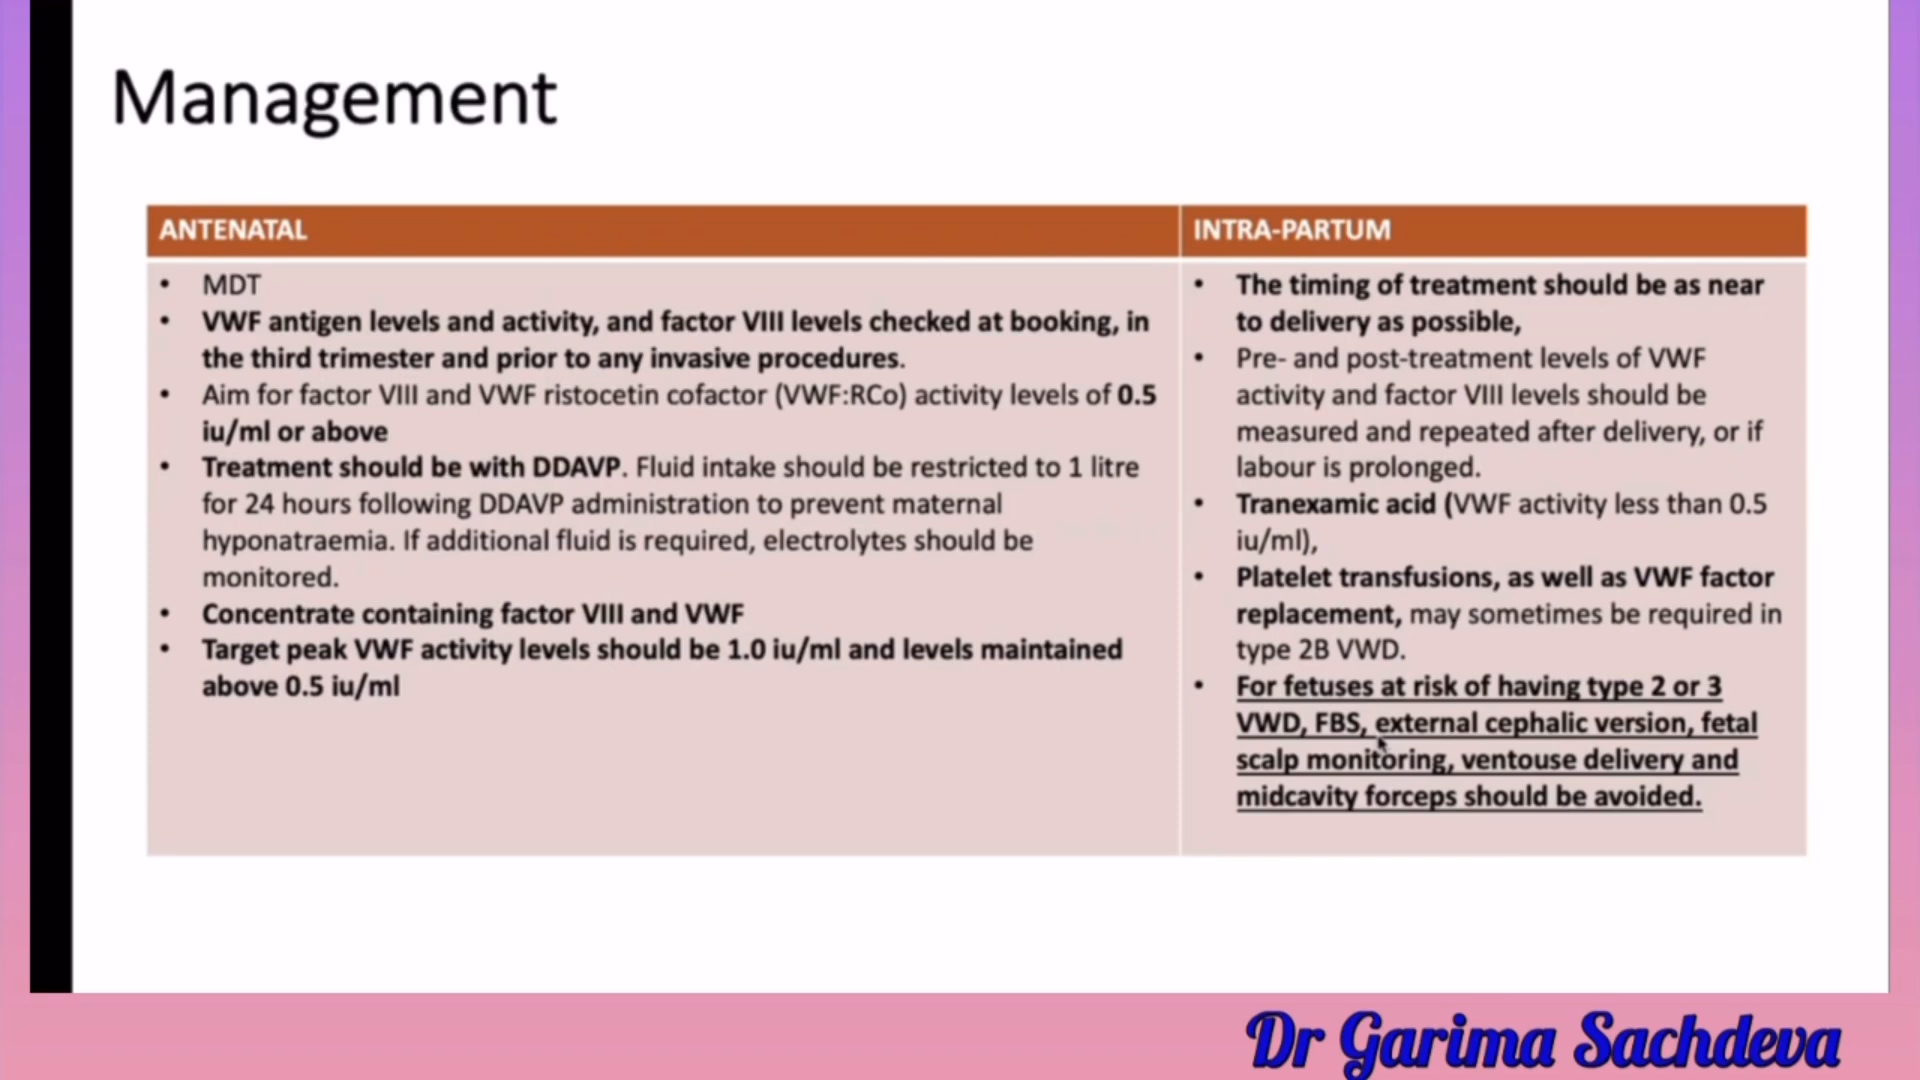 Management
ANTENATAL
• MDT
• VWF antigen levels and activity, and factor VIII levels checked at booking, in
the third trimester and prior to any invasive procedures.
• Aim for factor VIII and VWF ristocetin cofactor (VWF:RCo) activity levels of 0.5
iu/ml or above
• Treatment should be with DDAVP. Fluid intake should be restricted to 1 litre
for 24 hours following DDAVP administration to prevent maternal
hyponatraemia. If additional fluid is required, electrolytes should be
monitored.
• Concentrate containing factor VIII and VWF
• Target peak VWF activity levels should be 1.0 iu/ml and levels maintained
above 0.5 iu/ml
INTRA-PARTUM
• The timing of treatment should be as near
to delivery as possible,
• Pre- and post-treatment levels of VWF
activity and factor VIII levels should be
measured and repeated after delivery, or if
labour is prolonged.
• Tranexamic acid (VWF activity less than 0.5
iu/ml),
• Platelet transfusions, as well as VWF factor
replacement, may sometimes be required in
type 2B VWD.
• For fetuses at risk of having type 2 or 3
VWD, FBS, external cephalic version, fetal
scalp monitoring, ventouse delivery and
midcavity forceps should be avoided.
Dr Garima Sachdeva